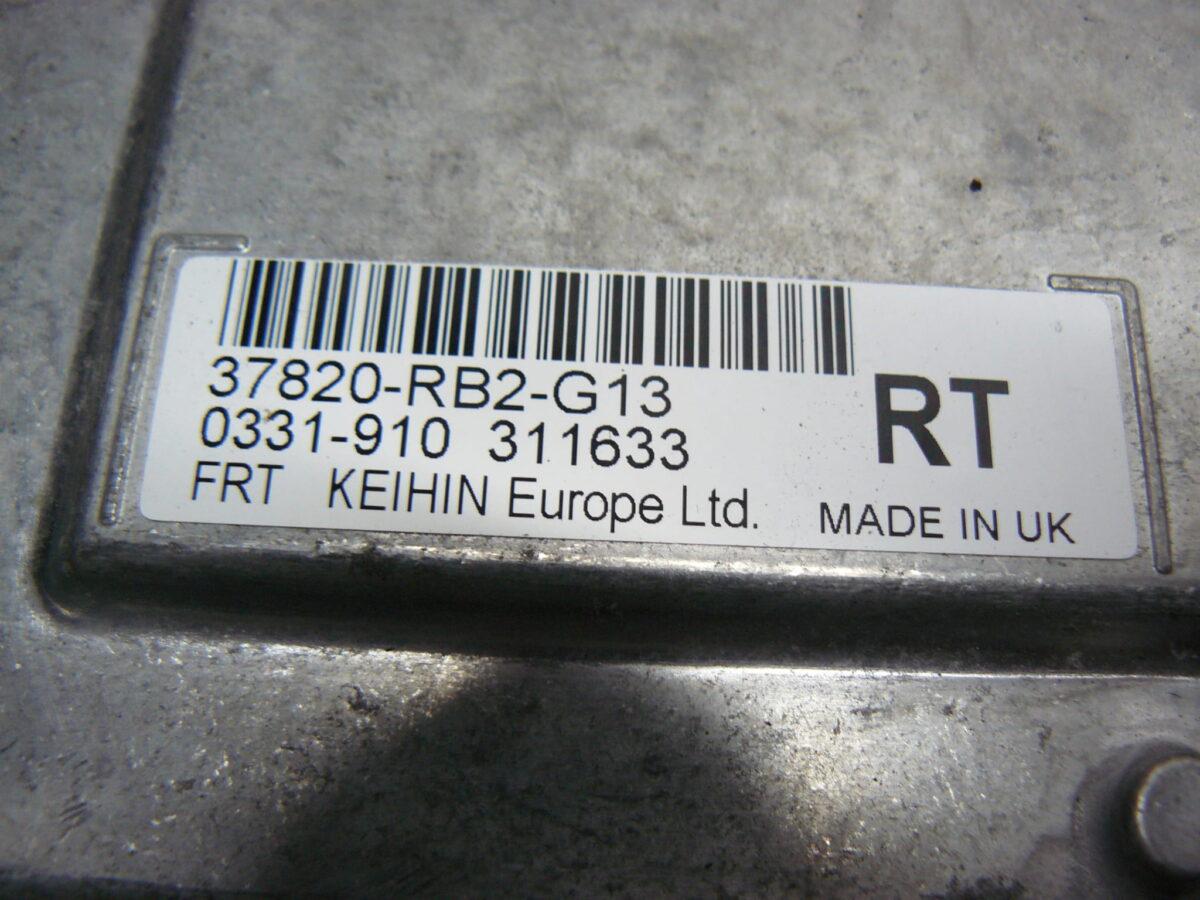 37820-RB2-G13
0331-910 311633
RT
FRT KEIHIN Europe Ltd. MADE IN UK